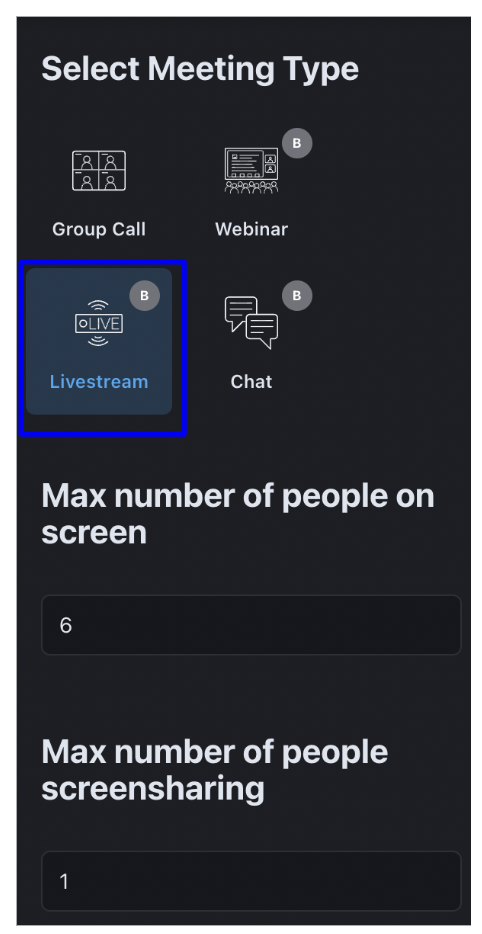 Select Meeting Type
B
Group Call
Webinar
B
LIVE
B
Livestream
Chat
Max number of people on
screen
6
Max number of people
screensharing
1